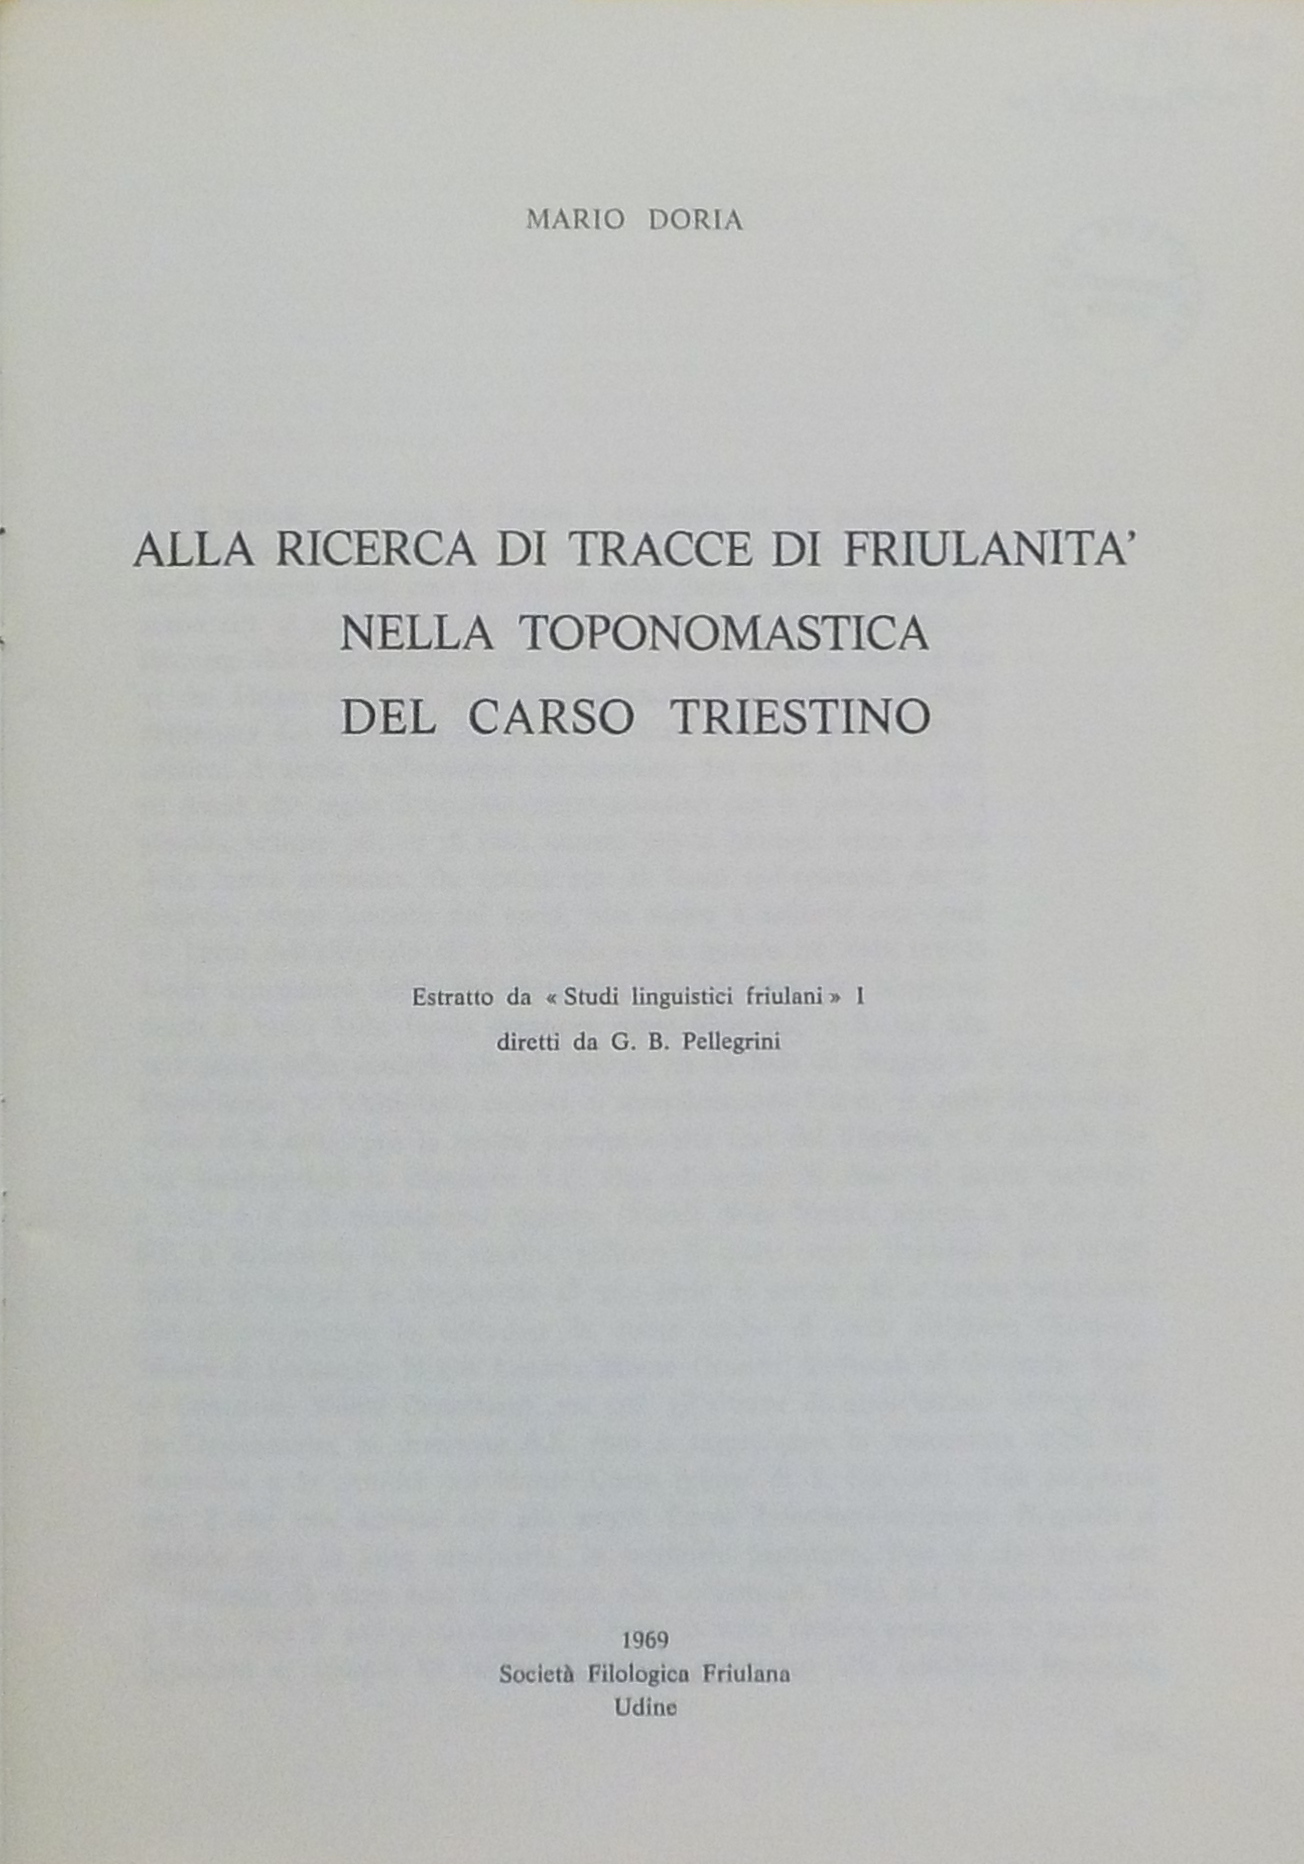 MARIO DORIA
ALLA RICERCA DI TRACCE DI FRIULANITA’
NELLA TOPONOMASTICA
DEL CARSO TRIESTINO
Estratto da « Studi linguistici friulani » I
diretti da G. B. Pellegrini
1969
Società Filologica Friulana
Udine